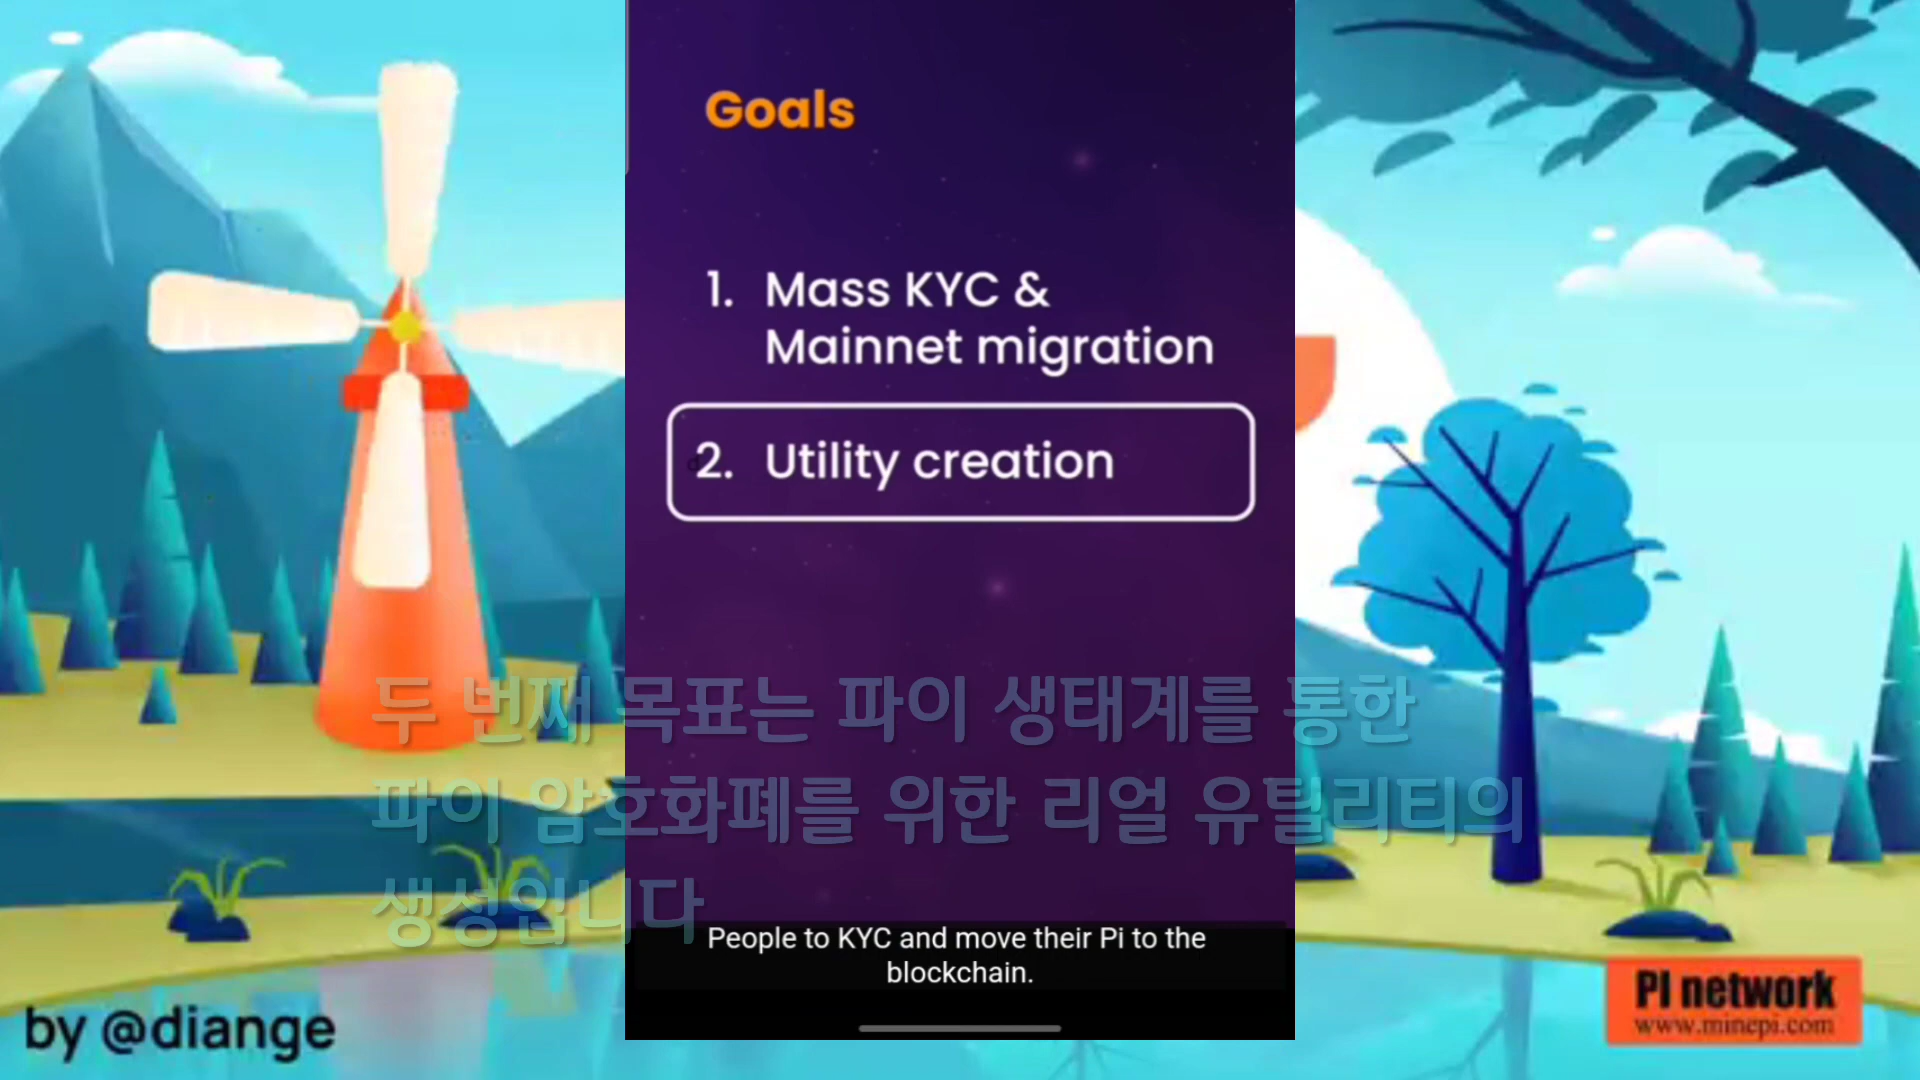 Goals
1. Mass KYC &
Mainnet migration
2. Utility creation
두 번째 목표는 파이 생태계를 통한
파이 암호화폐를 위한 리얼 유틸리티의
생성입니다
People to KYC and move their Pi to the
blockchain.
by @diange
PI network
www.minepi.com